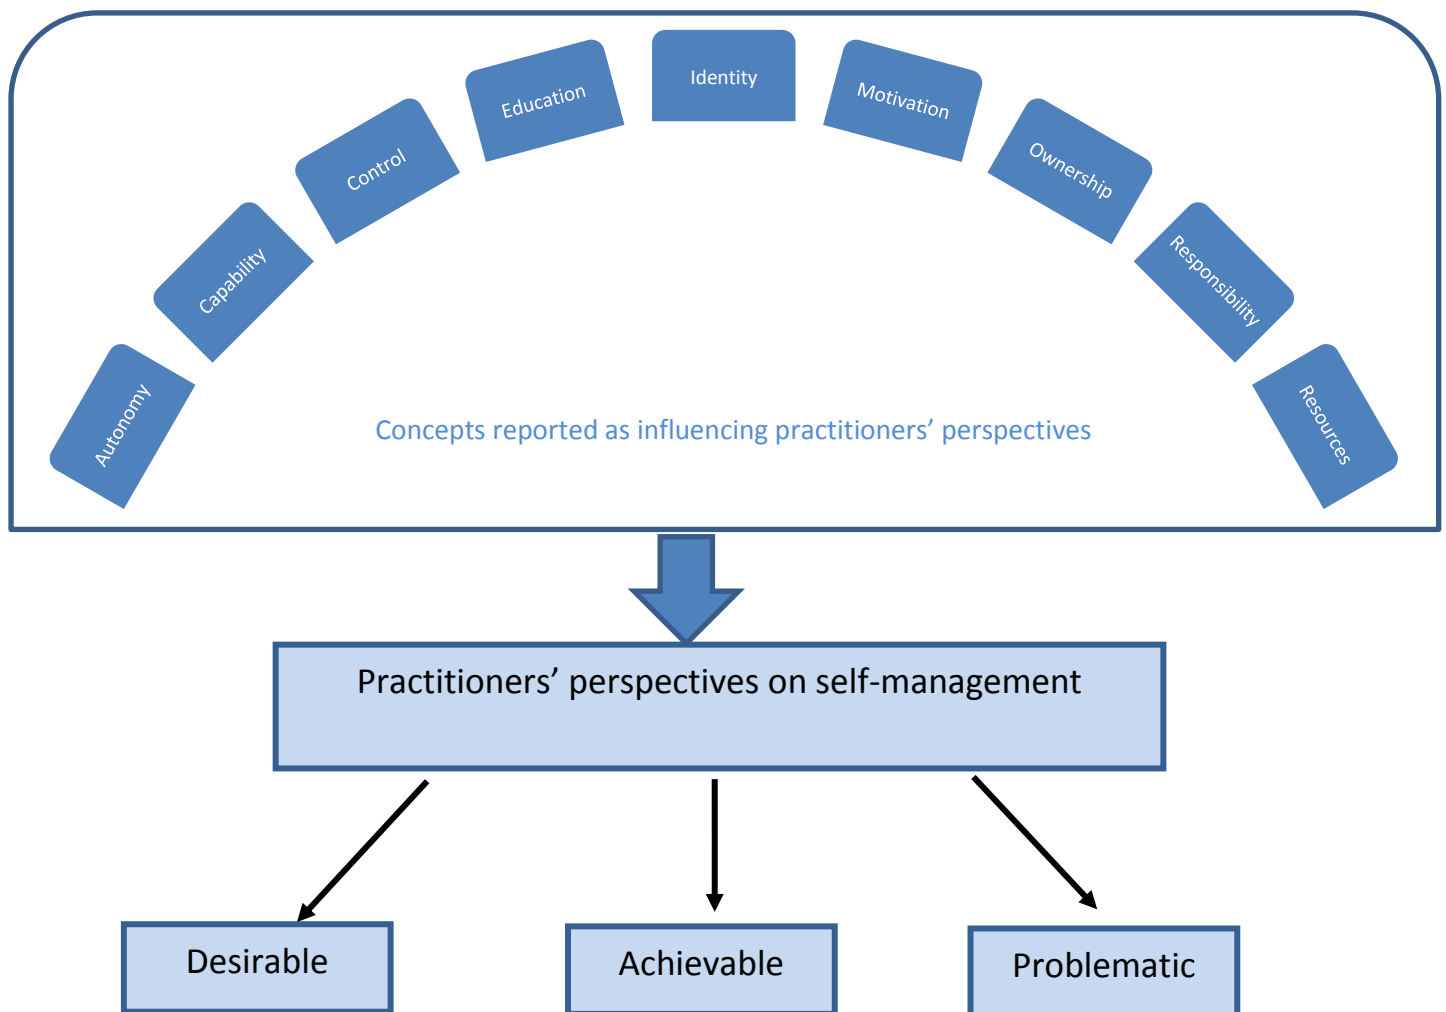 Autonomy
Capability
Control
Education
Identity
Motivation
Ownership
Responsibility
Resources
Concepts reported as influencing practitioners’ perspectives
Practitioners’ perspectives on self-management
Desirable
Achievable
Problematic